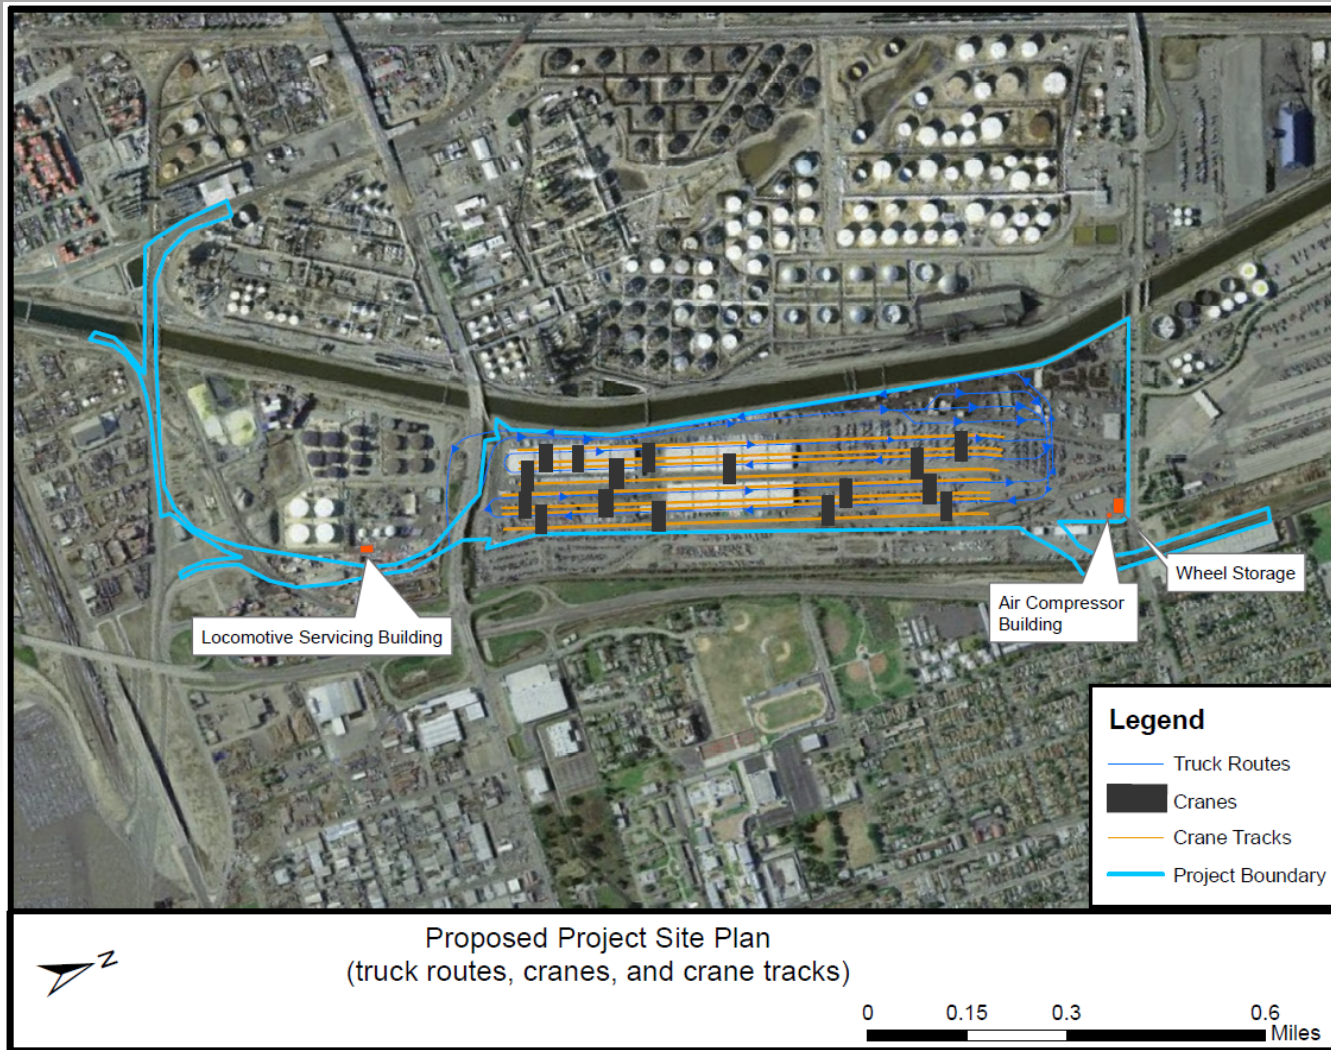 Locomotive Servicing Building
Air Compressor
Building
Wheel Storage
Legend
Truck Routes
Cranes
Crane Tracks
Project Boundary
N
Proposed Project Site Plan
(truck routes, cranes, and crane tracks)
0 0.15 0.3 0.6
Miles